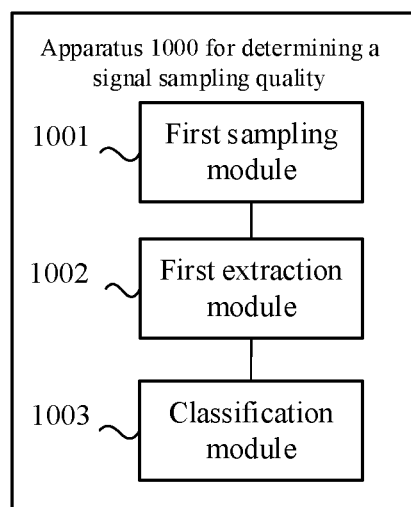 Apparatus 1000 for determining a
signal sampling quality
1001
First sampling
module
1002
First extraction
module
1003
Classification
module